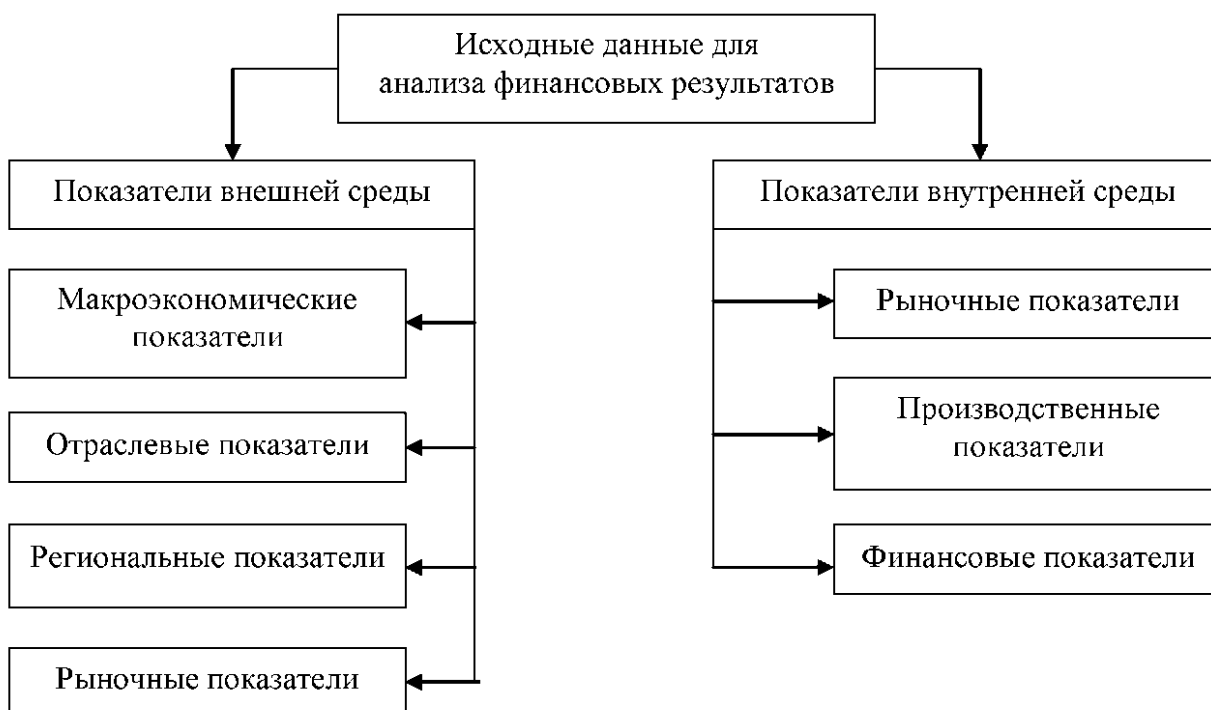 Исходные данные для
анализа финансовых результатов
Показатели внешней среды
Показатели внутренней среды
Макроэкономические
показатели
Отраслевые показатели
Региональные показатели
Рыночные показатели
Рыночные показатели
Производственные
показатели
Финансовые показатели